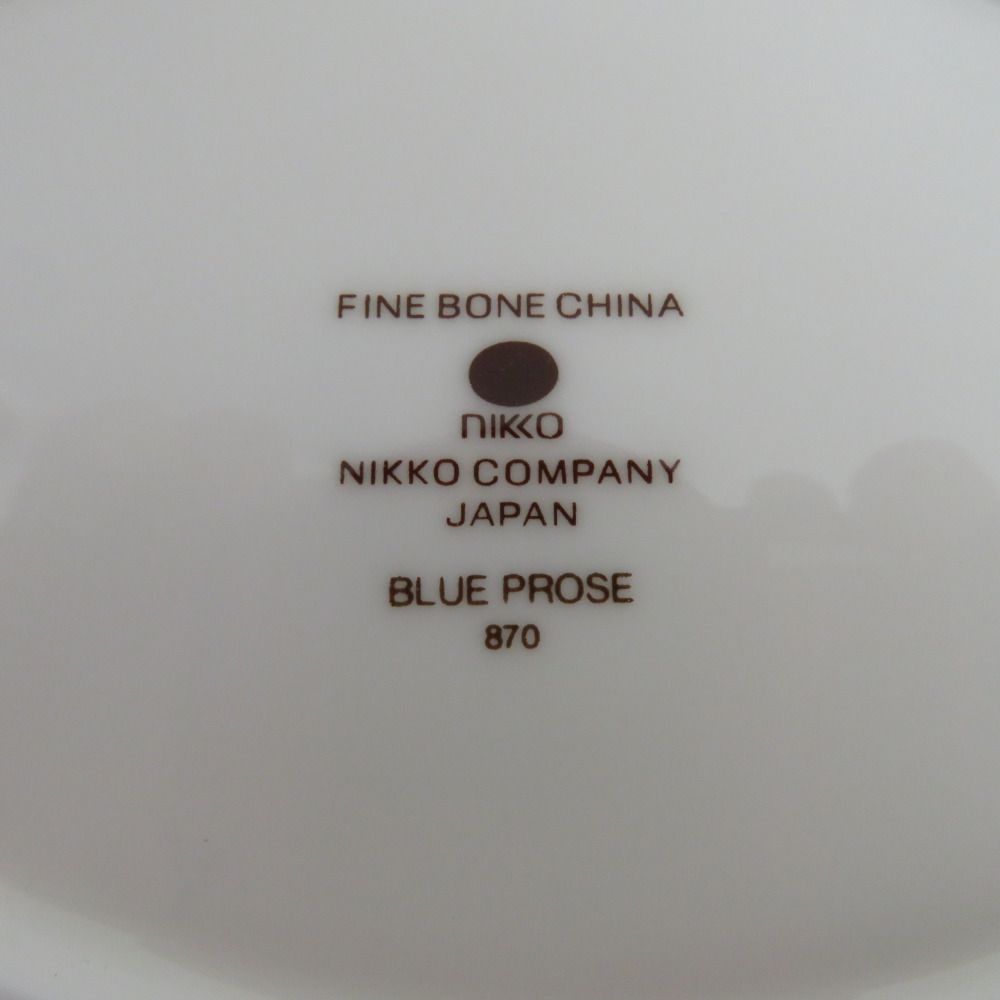 FINE BONE CHINA
NIKKO
NIKKO COMPANY
JAPAN
BLUE PROSE
870